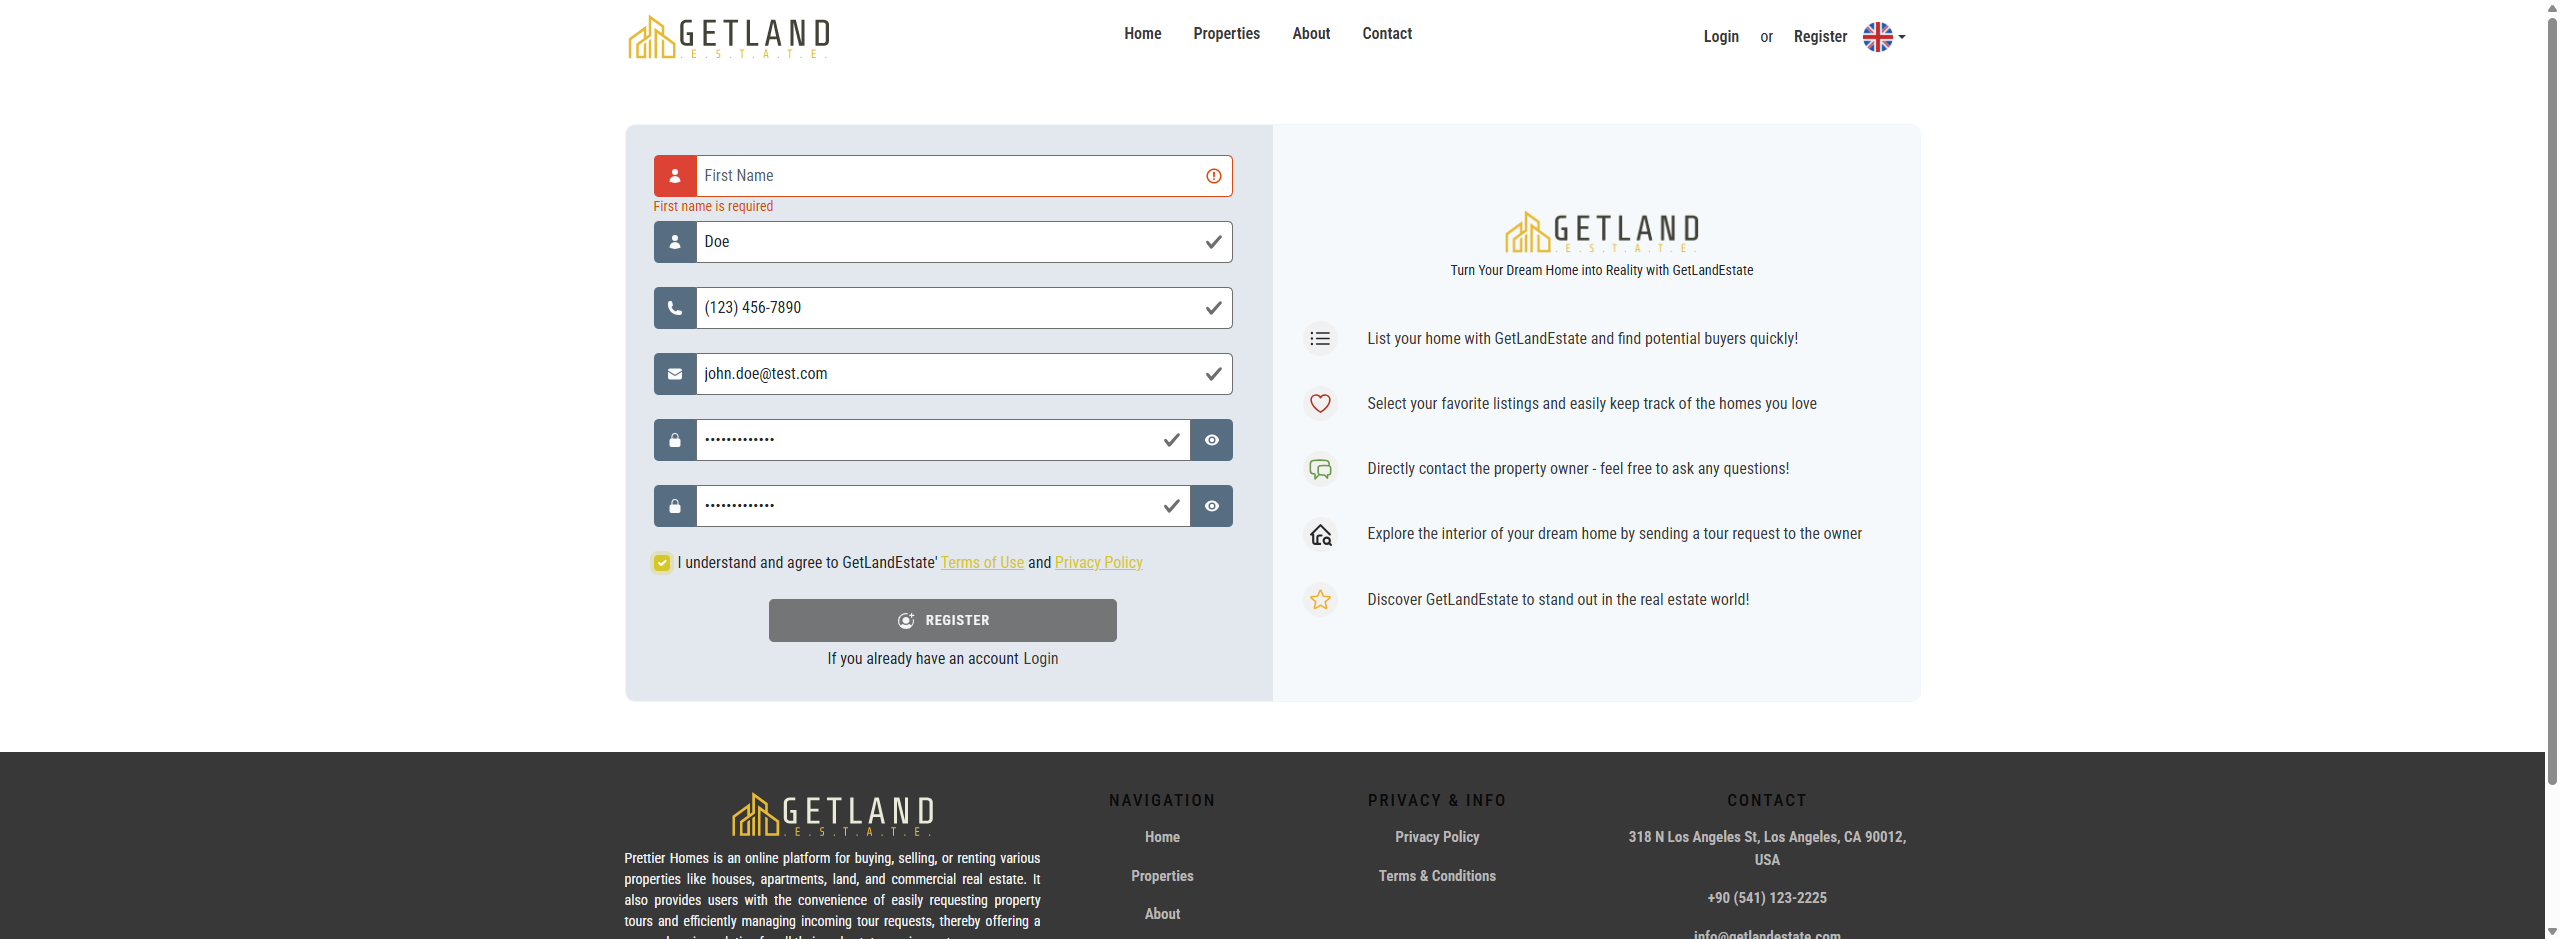 GETLAND
.E.S.T.A.T.E.
Home
Properties
About
Contact
Login
or
Register
First Name
First name is required
Doe
(123) 456-7890
john.doe@test.com
•••••••••••••
•••••••••••••
I understand and agree to GetLandEstate' Terms of Use and Privacy Policy
REGISTER
If you already have an account Login
GETLAND
.E.S.T.A.T.E.
Turn Your Dream Home into Reality with GetLandEstate
List your home with GetLandEstate and find potential buyers quickly!
Select your favorite listings and easily keep track of the homes you love
Directly contact the property owner - feel free to ask any questions!
Explore the interior of your dream home by sending a tour request to the owner
Discover GetLandEstate to stand out in the real estate world!
GETLAND
.E.S.T.A.T.E.
Prettier Homes is an online platform for buying, selling, or renting various
properties like houses, apartments, land, and commercial real estate. It
also provides users with the convenience of easily requesting property
tours and efficiently managing incoming tour requests, thereby offering a
NAVIGATION
Home
Properties
About
PRIVACY & INFO
Privacy Policy
Terms & Conditions
CONTACT
318 N Los Angeles St, Los Angeles, CA 90012,
USA
+90 (541) 123-2225
info@getlandestate.com